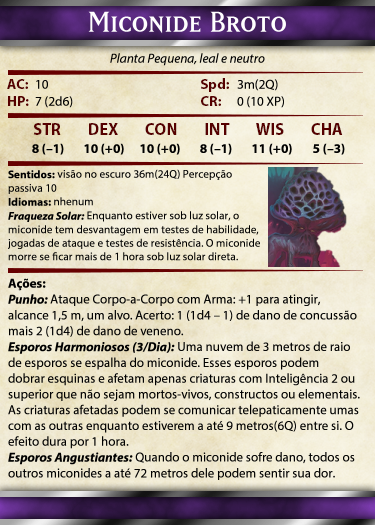 Miconide Broto
Planta Pequena, leal e neutro
AC: 10 Spd: 3m(2Q)
HP: 7 (2d6) CR: 0 (10 XP)
STR DEX CON INT WIS CHA
8 (–1) 10 (+0) 10 (+0) 8 (–1) 11 (+0) 5 (–3)
Sentidos: visão no escuro 36m(24Q) Percepção
passiva 10
Idiomas: nhenum
Fraqueza Solar: Enquanto estiver sob luz solar, o
miconide tem desvantagem em testes de habilidade,
jogadas de ataque e testes de resistência. O miconide
morre se ficar mais de 1 hora sob luz solar direta.
Ações:
Punho: Ataque Corpo-a-Corpo com Arma: +1 para atingir,
alcance 1,5 m, um alvo. Acerto: 1 (1d4 – 1) de dano de concussão
mais 2 (1d4) de dano de veneno.
Esporos Harmoniosos (3/Dia): Uma nuvem de 3 metros de raio
de esporos se espalha do miconide. Esses esporos podem
dobrar esquinas e afetam apenas criaturas com Inteligência 2 ou
superior que não sejam mortos-vivos, constructos ou elementais.
As criaturas afetadas podem se comunicar telepaticamente umas
com as outras enquanto estiverem a até 9 metros(6Q) entre si. O
efeito dura por 1 hora.
Esporos Angustiantes: Quando o miconide sofre dano, todos os
outros miconides a até 72 metros dele podem sentir sua dor.